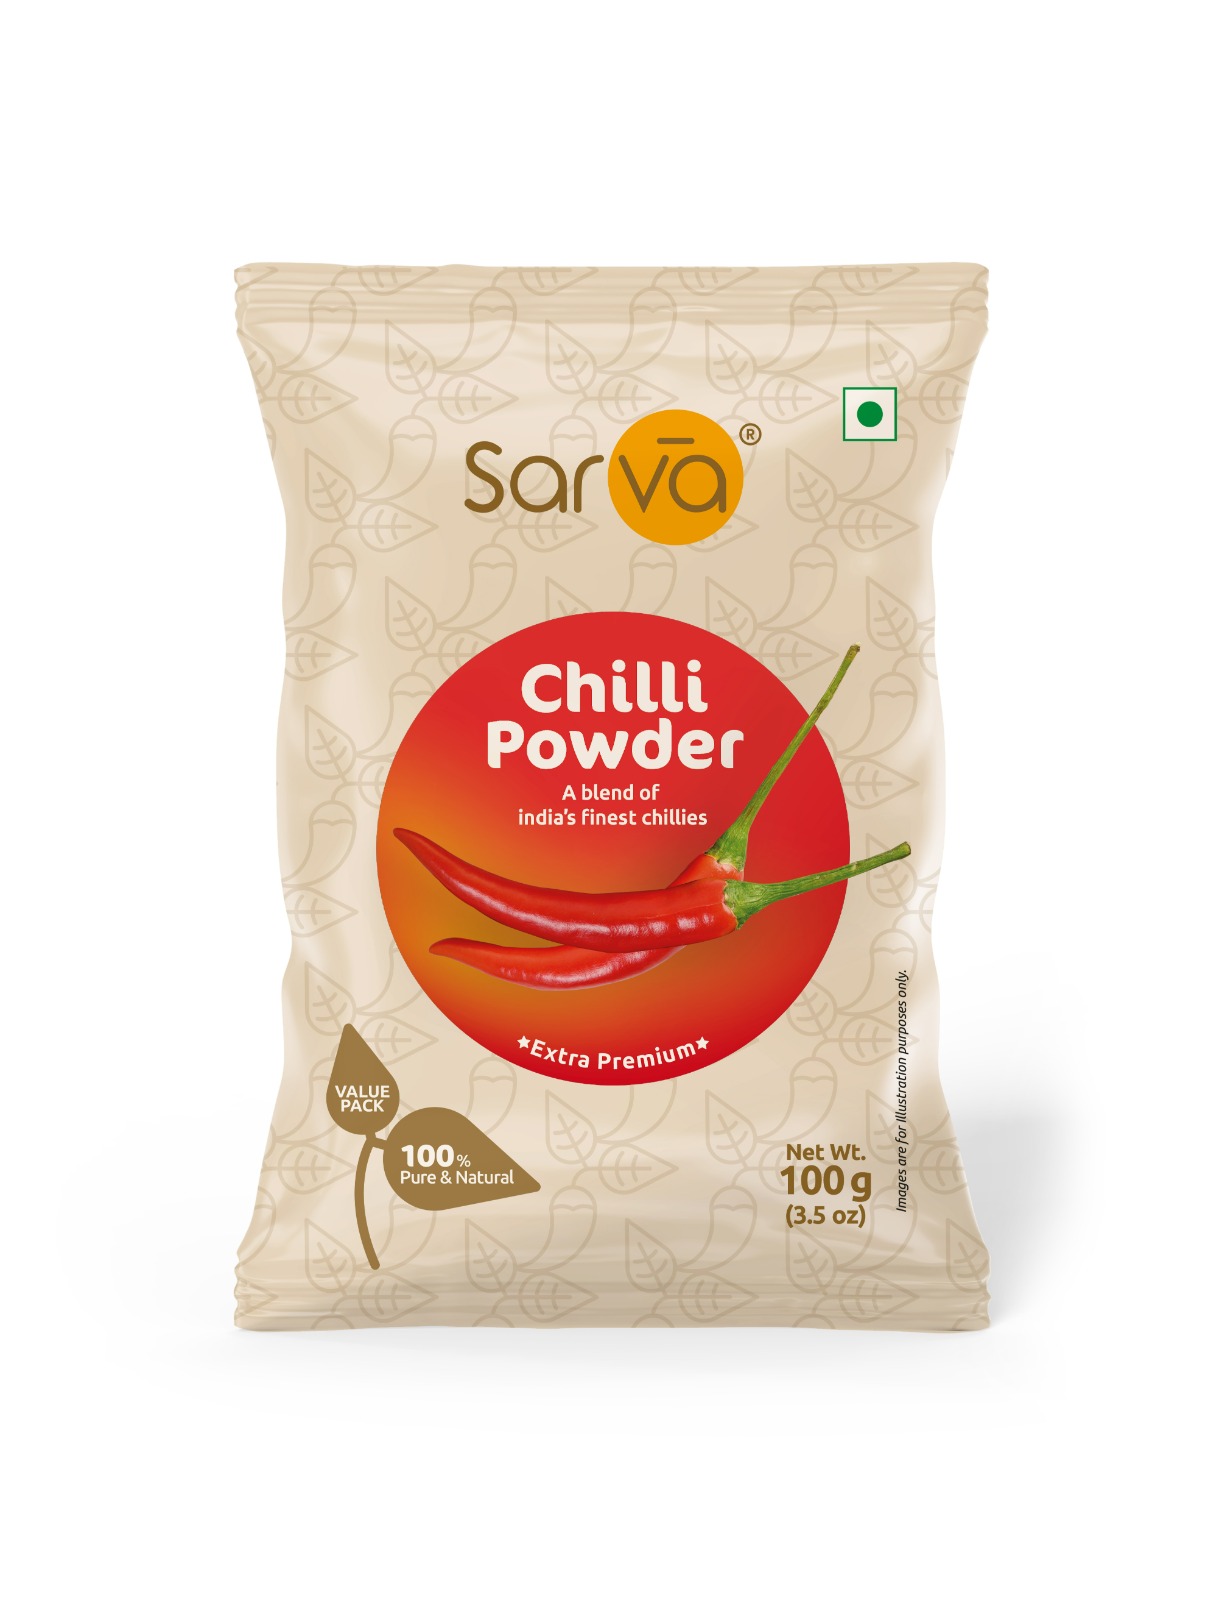 Sarvā®
Chilli
Powder
A blend of
india's finest chillies
★Extra Premium★
VALUE
PACK
100%
Pure & Natural
Net Wt.
100 g
(3.5 oz)
Images are for Illustration purposes only.